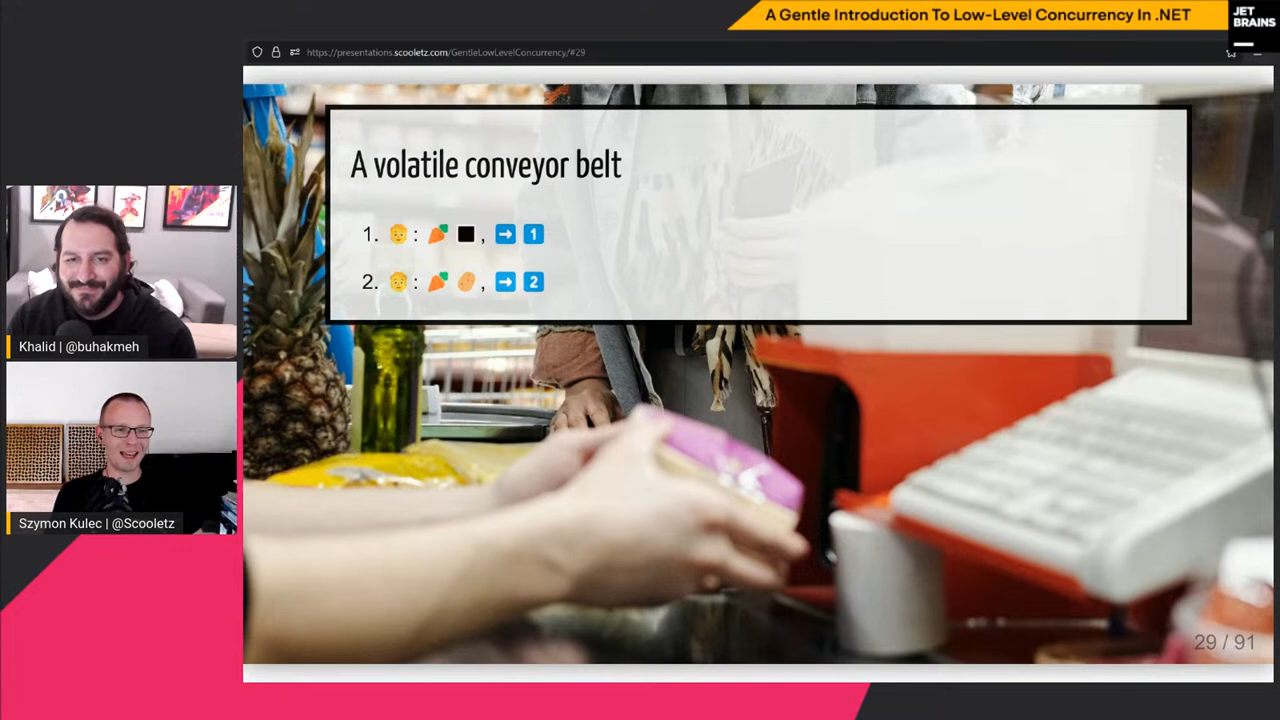 A Gentle Introduction To Low-Level Concurrency In .NET
JET
BRAINS
https://presentations.scooletz.com/GentleLowLevelConcurrency/#29
A volatile conveyor belt
1. 👴: 🥕 ⬛, ➡️ 1️⃣
2. 👴: 🥕 🥔, ➡️ 2️⃣
Khalid | @buhakmeh
Szymon Kulec | @Scooletz
29 / 91